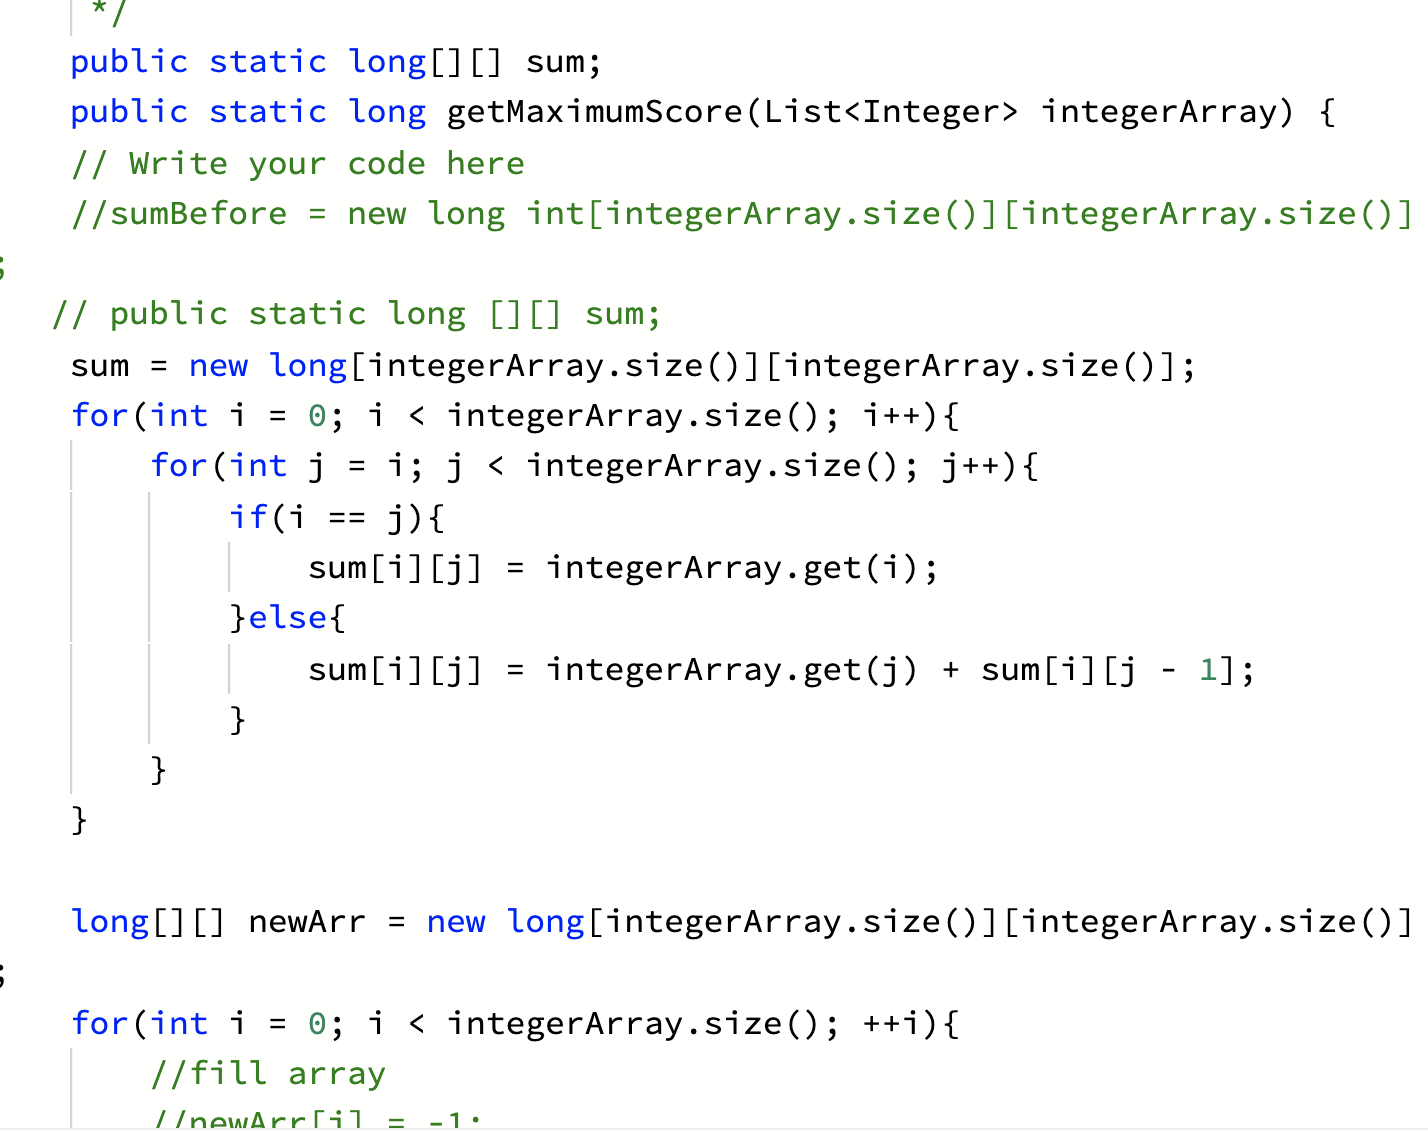 */
public static long[][] sum;
public static long getMaximumScore(List<Integer> integerArray) {
// Write your code here
//sumBefore = new long int[integerArray.size()][integerArray.size()]
;
// public static long [][] sum;
sum = new long[integerArray.size()][integerArray.size()];
for(int i = 0; i < integerArray.size(); i++){
for(int j = i; j < integerArray.size(); j++){
if(i == j){
sum[i][j] = integerArray.get(i);
}else{
sum[i][j] = integerArray.get(j) + sum[i][j - 1];
}
}
}
long[][] newArr = new long[integerArray.size()][integerArray.size()]
;
for(int i = 0; i < integerArray.size(); ++i){
//fill array
//newArr[i] = -1;